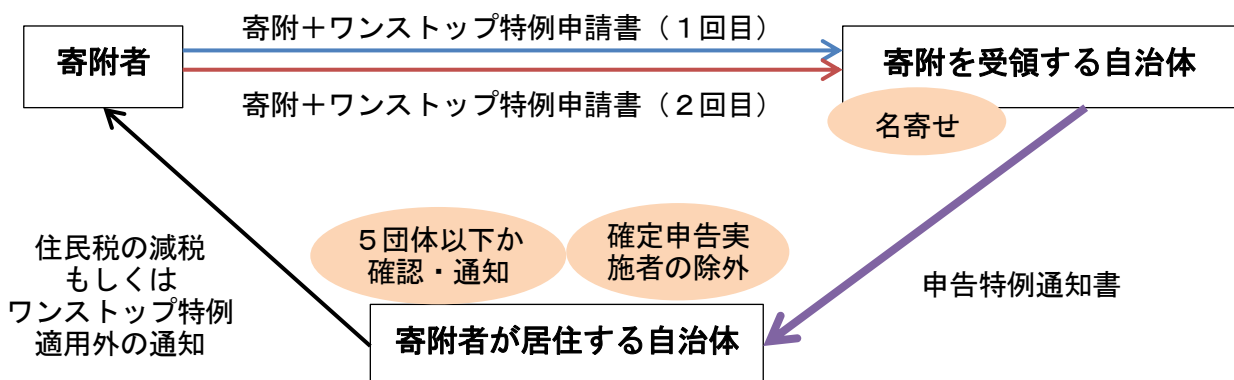 寄附+ワンストップ特例申請書(1回目)
寄附者
寄附を受領する自治体
寄附+ワンストップ特例申請書(2回目)
名寄せ
住民税の減税
もしくは
ワンストップ特例
適用外の通知
5団体以下か
確認・通知
確定申告実
施者の除外
申告特例通知書
寄附者が居住する自治体